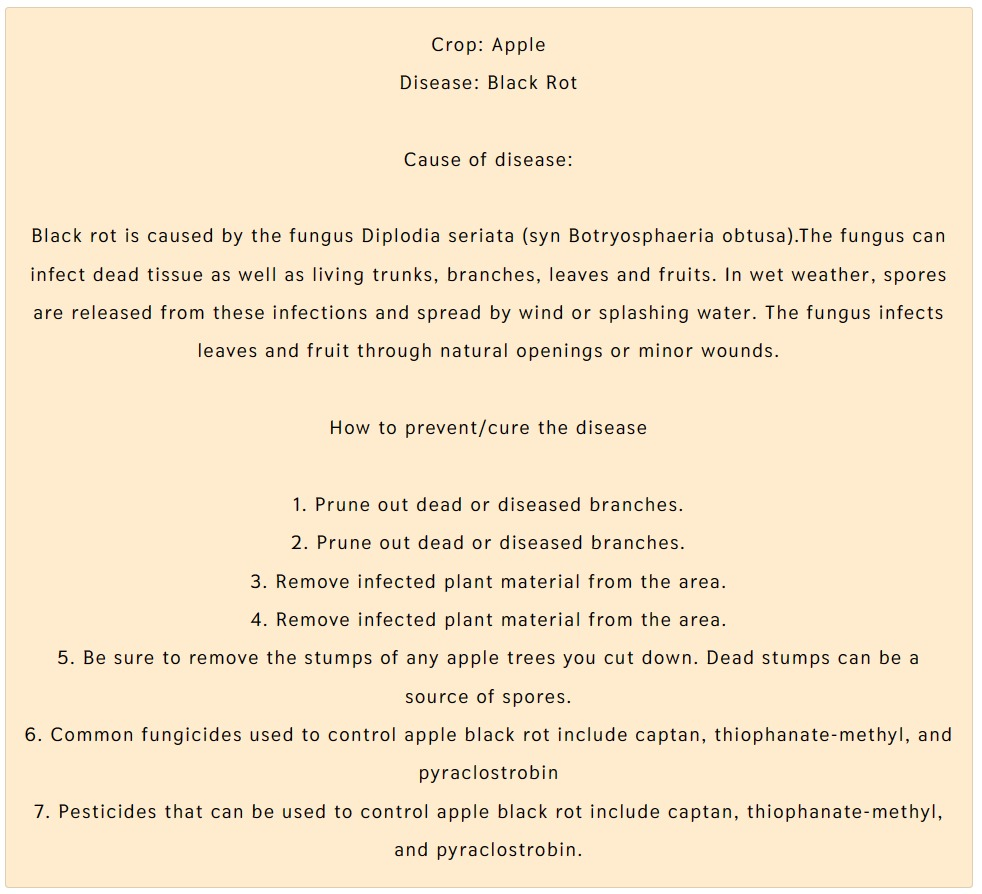 Crop: Apple
Disease: Black Rot
Cause of disease:
Black rot is caused by the fungus Diplodia seriata (syn Botryosphaeria obtusa).The fungus can
infect dead tissue as well as living trunks, branches, leaves and fruits. In wet weather, spores
are released from these infections and spread by wind or splashing water. The fungus infects
leaves and fruit through natural openings or minor wounds.
How to prevent/cure the disease
1. Prune out dead or diseased branches.
2. Prune out dead or diseased branches.
3. Remove infected plant material from the area.
4. Remove infected plant material from the area.
5. Be sure to remove the stumps of any apple trees you cut down. Dead stumps can be a
source of spores.
6. Common fungicides used to control apple black rot include captan, thiophanate-methyl, and
pyraclostrobin
7. Pesticides that can be used to control apple black rot include captan, thiophanate-methyl,
and pyraclostrobin.